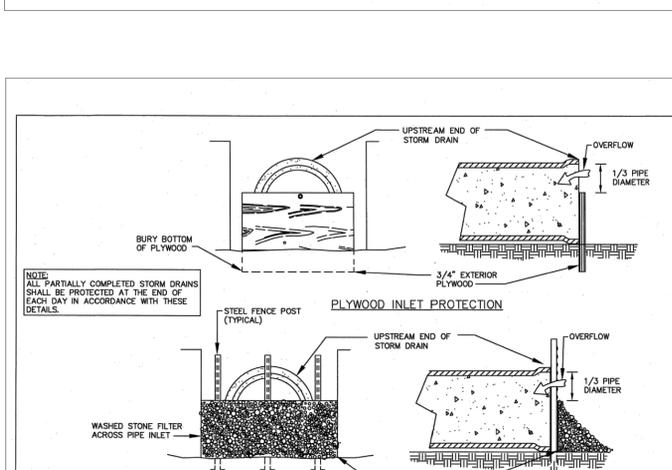 UPSTREAM END OF
STORM DRAIN
OVERFLOW
1/3 PIPE
DIAMETER
BURY BOTTOM
OF PLYWOOD
3/4" EXTERIOR
PLYWOOD
NOTE:
ALL PARTIALLY COMPLETED STORM DRAINS
SHALL BE PROTECTED AT THE END OF
EACH DAY IN ACCORDANCE WITH THESE
DETAILS.
PLYWOOD INLET PROTECTION
STEEL FENCE POST
(TYPICAL)
UPSTREAM END OF
STORM DRAIN
OVERFLOW
1/3 PIPE
DIAMETER
WASHED STONE FILTER
ACROSS PIPE INLET